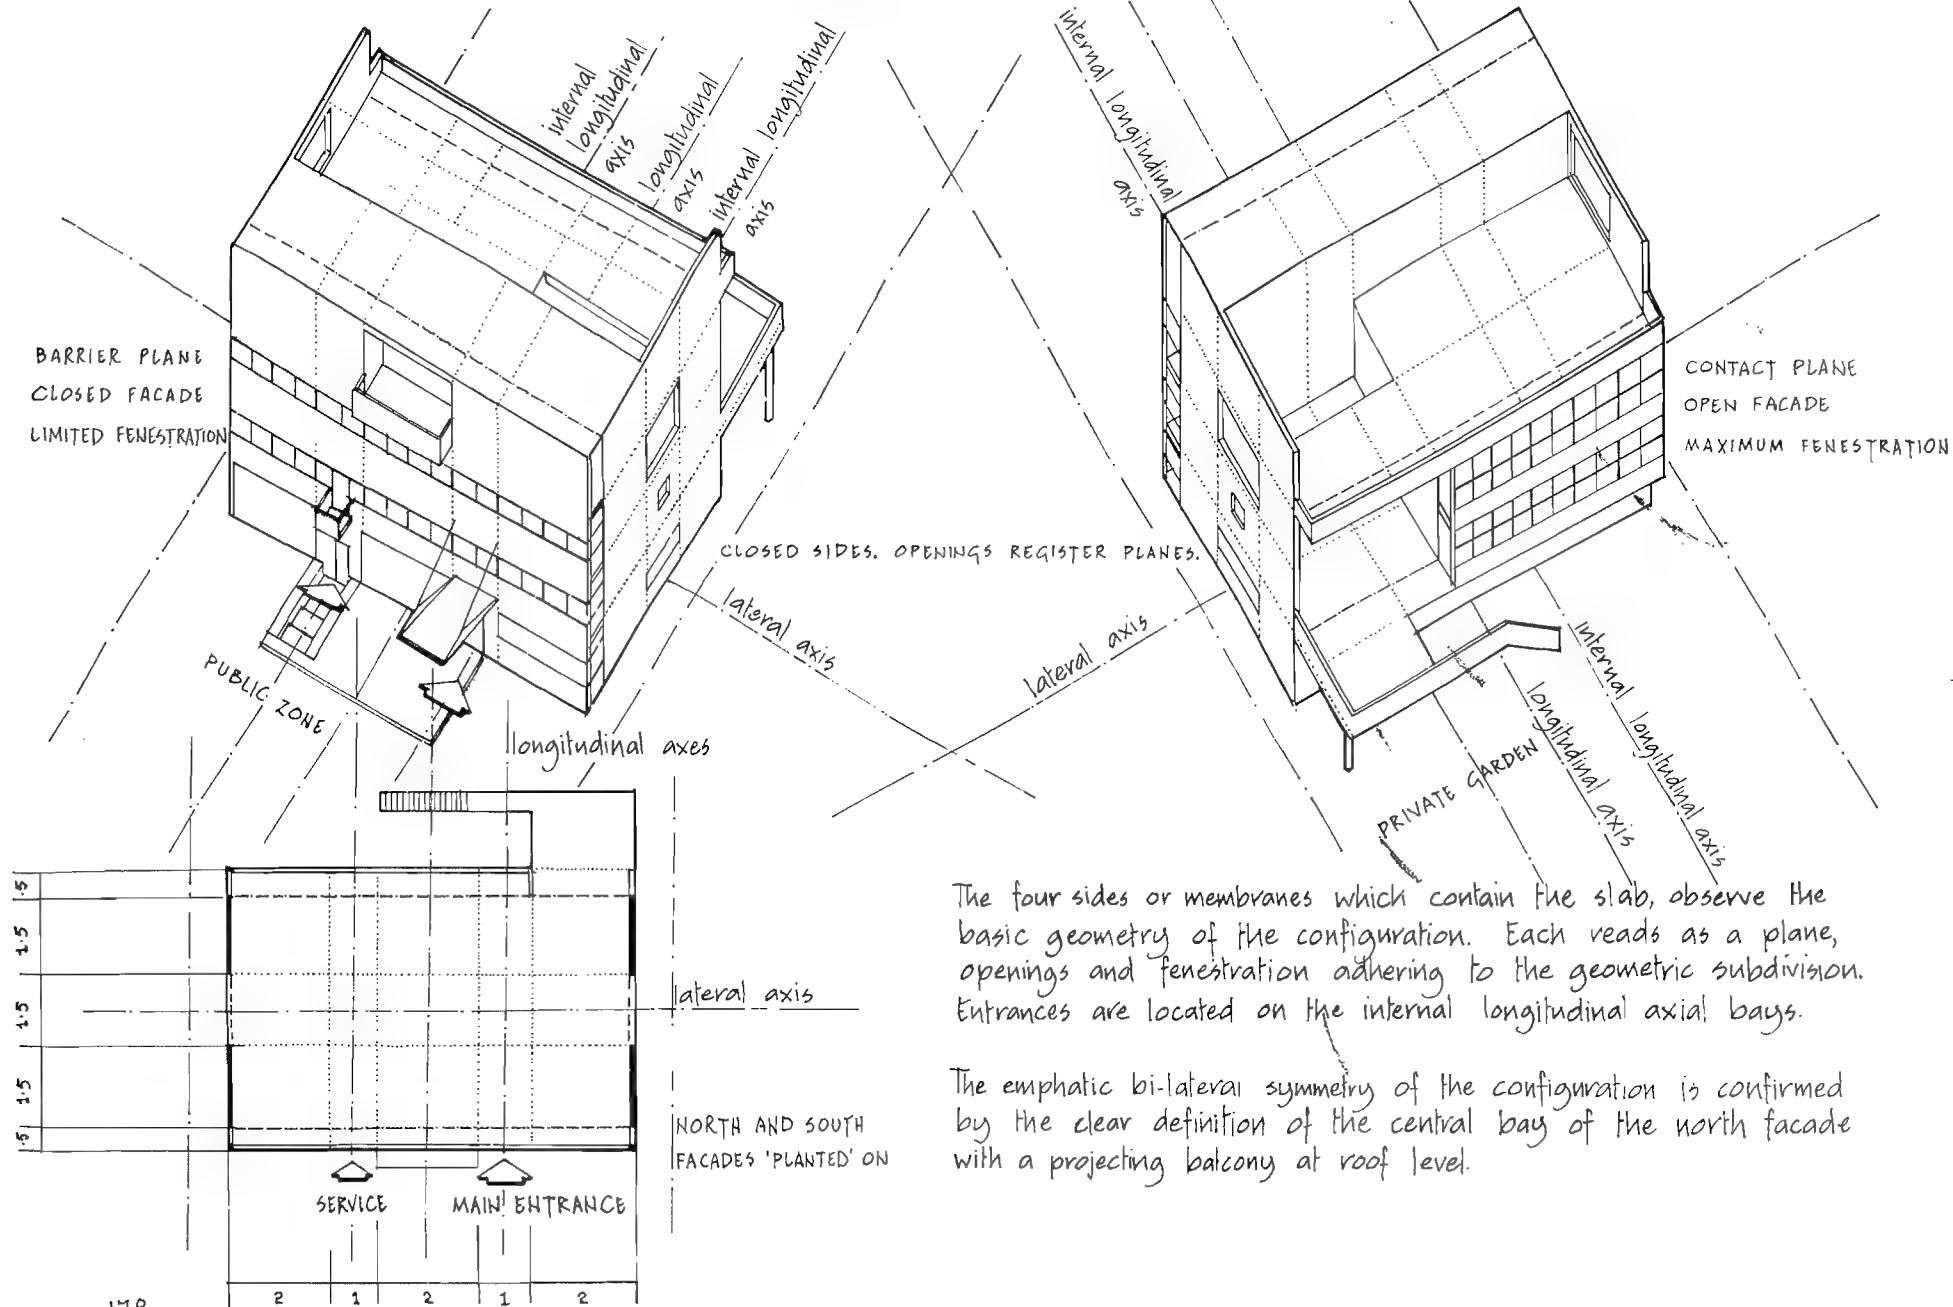 internal
longitudinal
axis
longitudinal
axis
internal longitudinal
axis
internal longitudinal
axis
BARRIER PLANE
CLOSED FACADE
LIMITED FENESTRATION
CONTACT PLANE
OPEN FACADE
MAXIMUM FENESTRATION
CLOSED SIDES. OPENINGS REGISTER PLANES.
lateral axis
lateral axis
PUBLIC ZONE
longitudinal axes
internal longitudinal axis
longitudinal axis
PRIVATE GARDEN
.5
1.5
1.5
1.5
.5
lateral axis
NORTH AND SOUTH
FACADES 'PLANTED' ON
SERVICE
MAIN ENTRANCE
2 1 2 1 2
The four sides or membranes which contain the slab, observe the
basic geometry of the configuration. Each reads as a plane,
openings and fenestration adhering to the geometric subdivision.
Entrances are located on the internal longitudinal axial bays.
The emphatic bi-lateral symmetry of the configuration is confirmed
by the clear definition of the central bay of the north facade
with a projecting balcony at roof level.